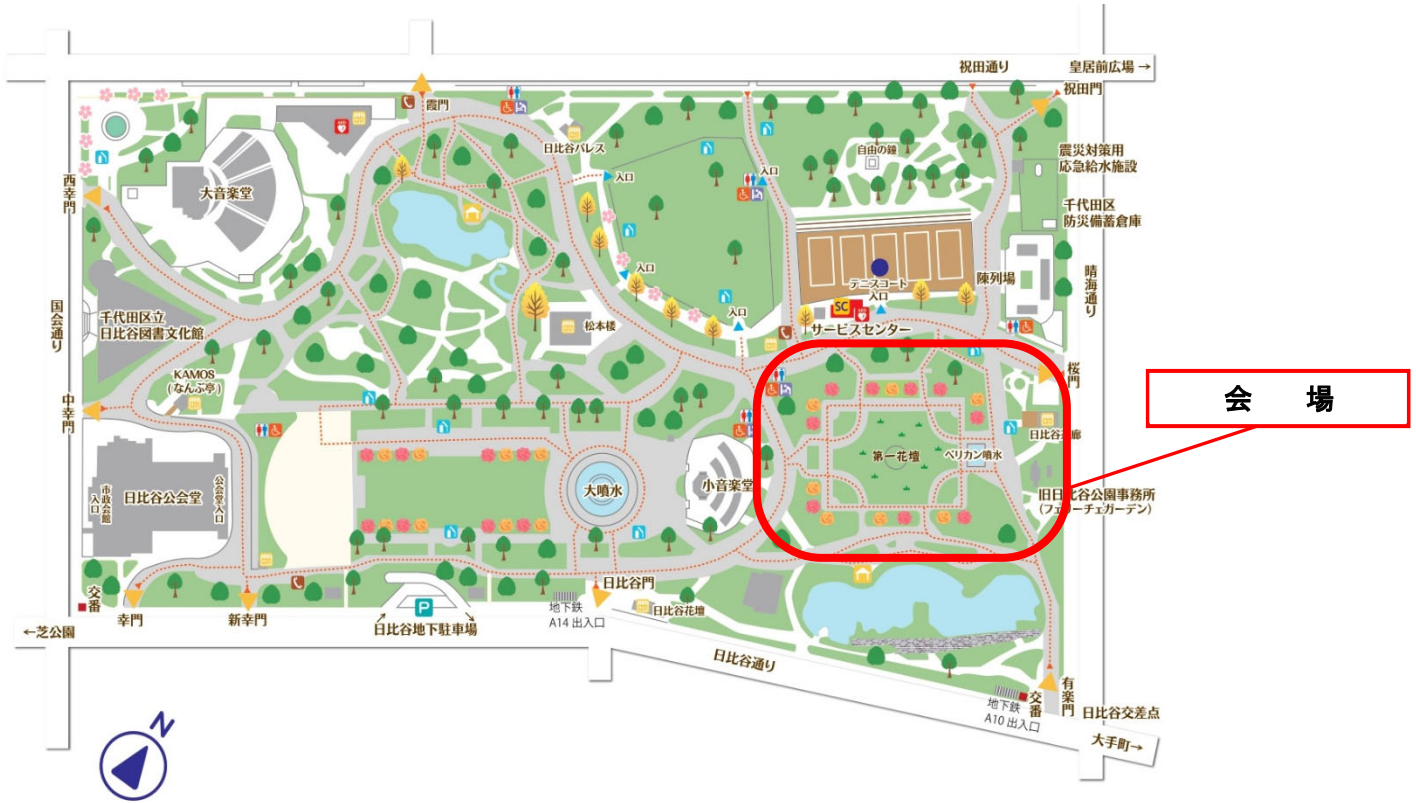 祝田通り
皇居前広場 →
祝田門
霞門
日比谷パレス
入口
入口
自由の鐘
震災対策用
応急給水施設
千代田区
防災備蓄倉庫
西幸門
大音楽堂
入口
テニスコート
入口
陳列場
晴海通り
国会通り
千代田区立
日比谷図書文化館
松本楼
入口
SC
サービスセンター
桜門
会 場
KAMOS
(なんぶ亭)
中幸門
日比谷
廊
第一花壇
ペリカン噴水
小音楽堂
大噴水
日比谷公会堂
市政会館
入口
公会堂入口
旧日比谷公園事務所
(フェリーチェガーデン)
日比谷門
交番
幸門
新幸門
P
日比谷地下駐車場
地下鉄
A14 出入口
日比谷花壇
←芝公園
日比谷通り
有楽門
交番
地下鉄
A10 出入口
日比谷交差点
大手町→
N